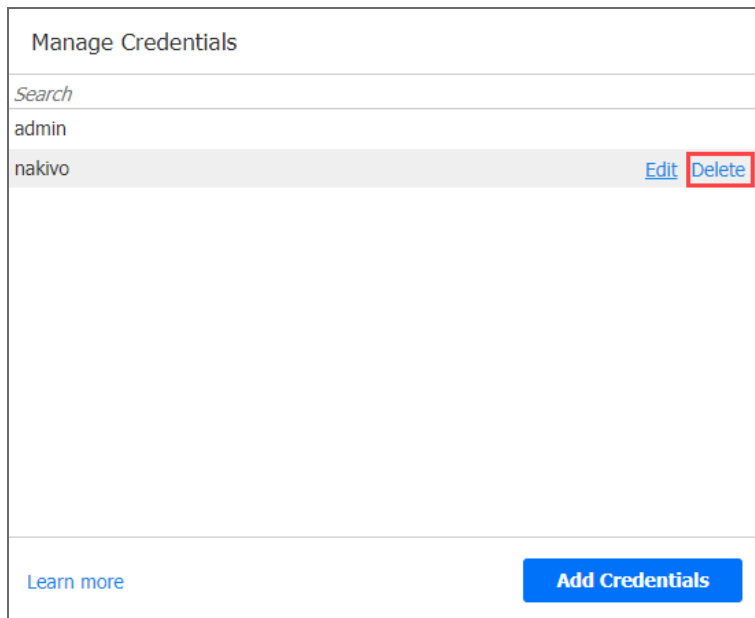 Manage Credentials
Search
admin
nakivo Edit Delete
Learn more Add Credentials